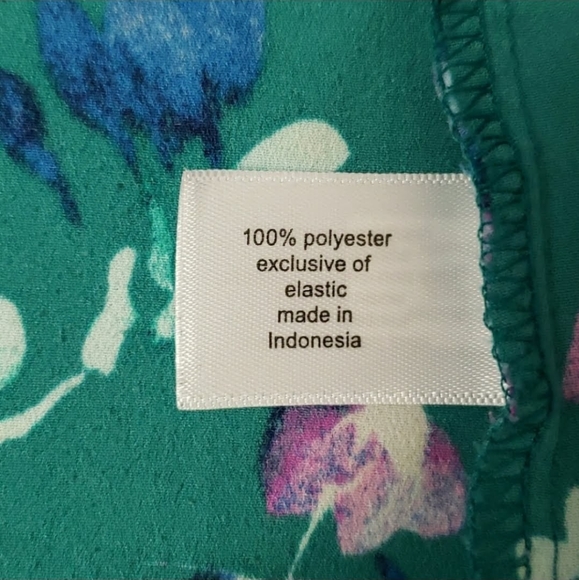 100% polyester
exclusive of
elastic
made in
Indonesia